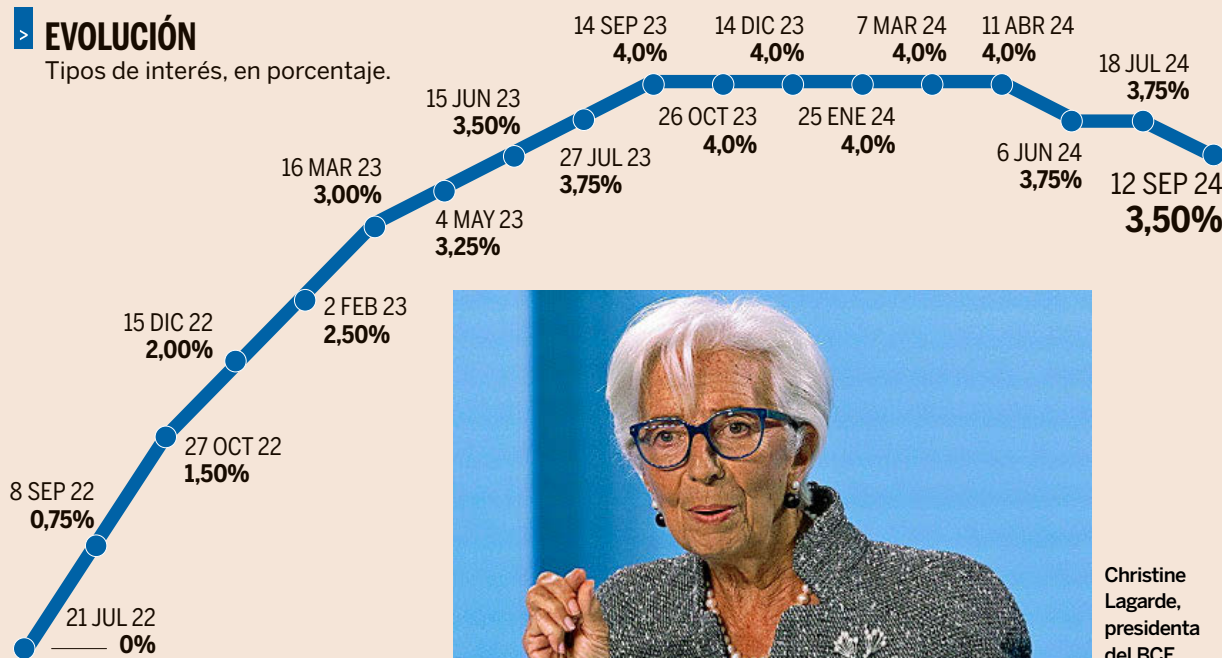 >
EVOLUCIÓN
Tipos de interés, en porcentaje.
21 JUL 22
0%
8 SEP 22
0,75%
27 OCT 22
1,50%
15 DIC 22
2,00%
2 FEB 23
2,50%
16 MAR 23
3,00%
4 MAY 23
3,25%
15 JUN 23
3,50%
27 JUL 23
3,75%
14 SEP 23
4,0%
26 OCT 23
4,0%
14 DIC 23
4,0%
25 ENE 24
4,0%
7 MAR 24
4,0%
11 ABR 24
4,0%
6 JUN 24
3,75%
18 JUL 24
3,75%
12 SEP 24
3,50%
Christine
Lagarde,
presidenta
del BCE